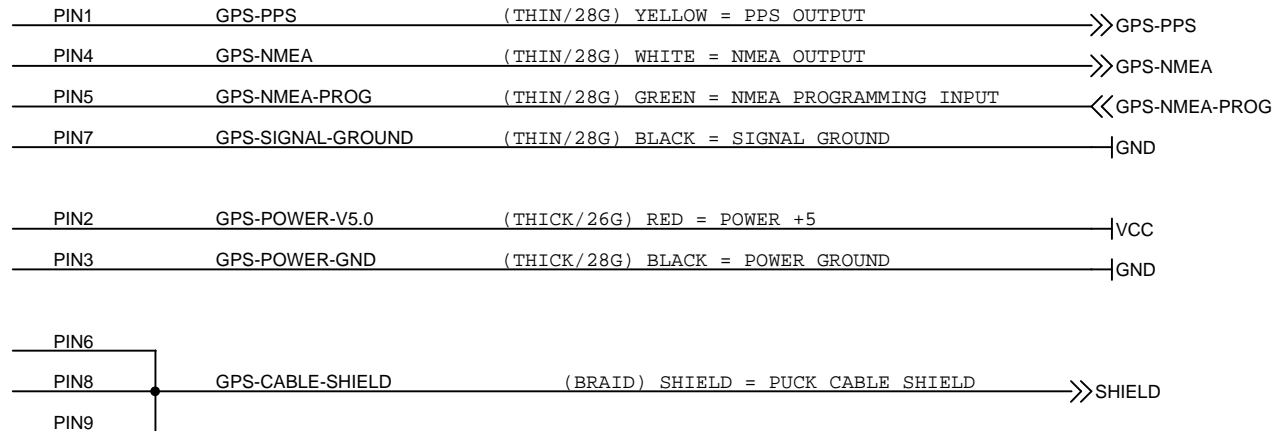 PIN1 GPS-PPS (THIN/28G) YELLOW = PPS OUTPUT GPS-PPS
PIN4 GPS-NMEA (THIN/28G) WHITE = NMEA OUTPUT GPS-NMEA
PIN5 GPS-NMEA-PROG (THIN/28G) GREEN = NMEA PROGRAMMING INPUT GPS-NMEA-PROG
PIN7 GPS-SIGNAL-GROUND (THIN/28G) BLACK = SIGNAL GROUND GND
PIN2 GPS-POWER-V5.0 (THICK/26G) RED = POWER +5 VCC
PIN3 GPS-POWER-GND (THICK/28G) BLACK = POWER GROUND GND
PIN6
PIN8 GPS-CABLE-SHIELD (BRAID) SHIELD = PUCK CABLE SHIELD SHIELD
PIN9